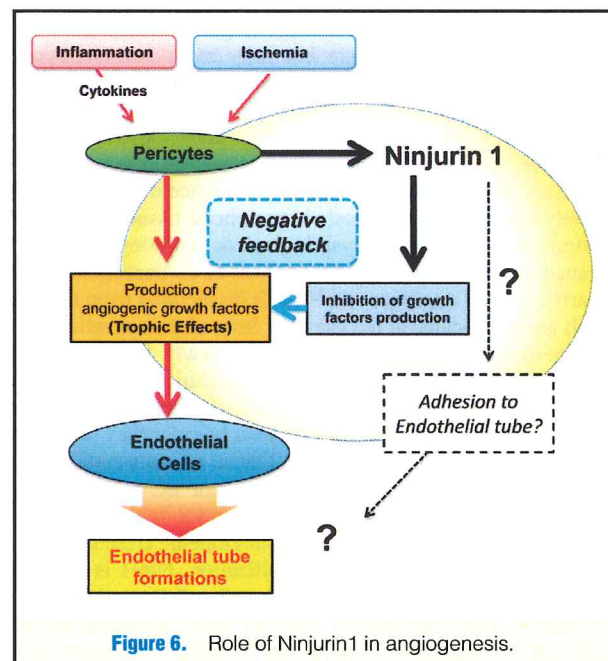 Inflammation
Ischemia
Cytokines
Pericytes
Ninjurin 1
Negative
feedback
?
Production of
angiogenic growth factors
(Trophic Effects)
Inhibition of growth
factors production
Adhesion to
Endothelial tube?
Endothelial
Cells
?
Endothelial tube
formations
Figure 6. Role of Ninjurin1 in angiogenesis.